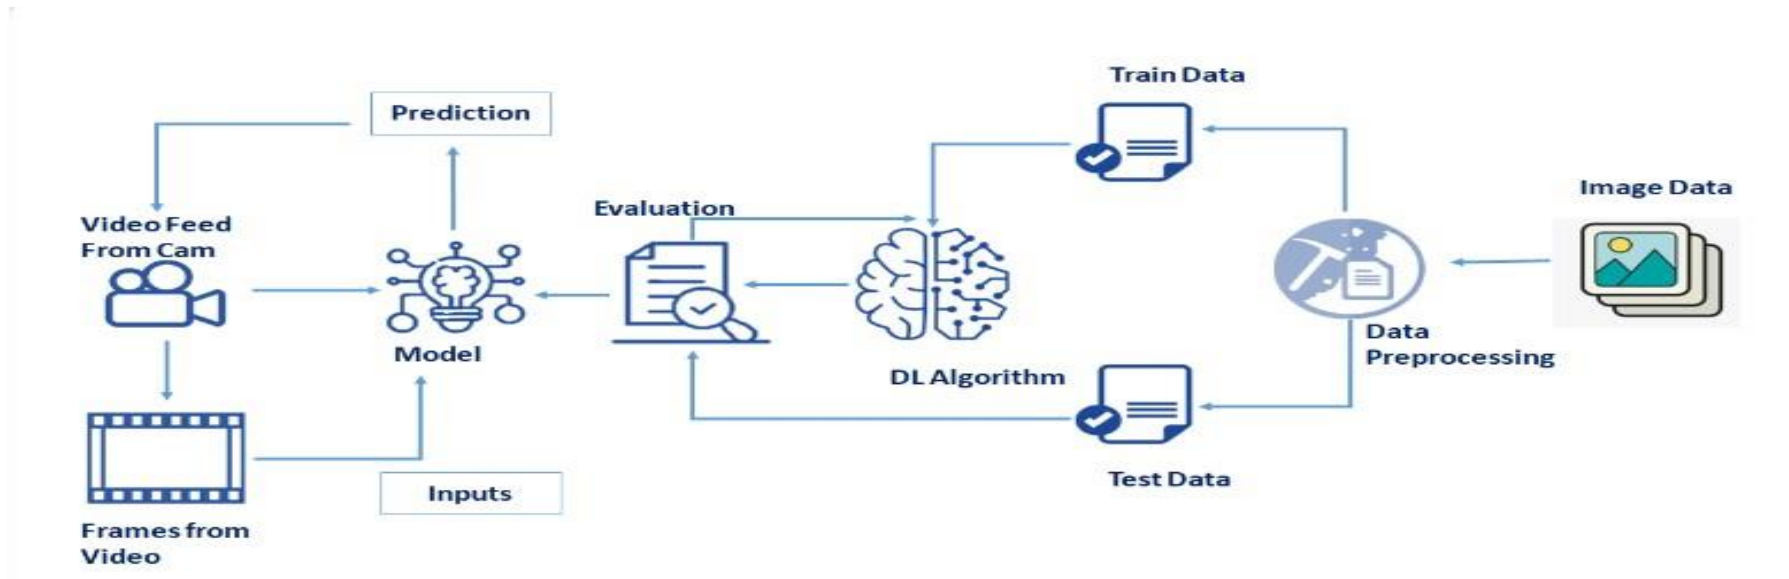 Train Data
Prediction
Image Data
Evaluation
Video Feed
From Cam
Data
Preprocessing
Model
DL Algorithm
Test Data
Inputs
Frames from
Video